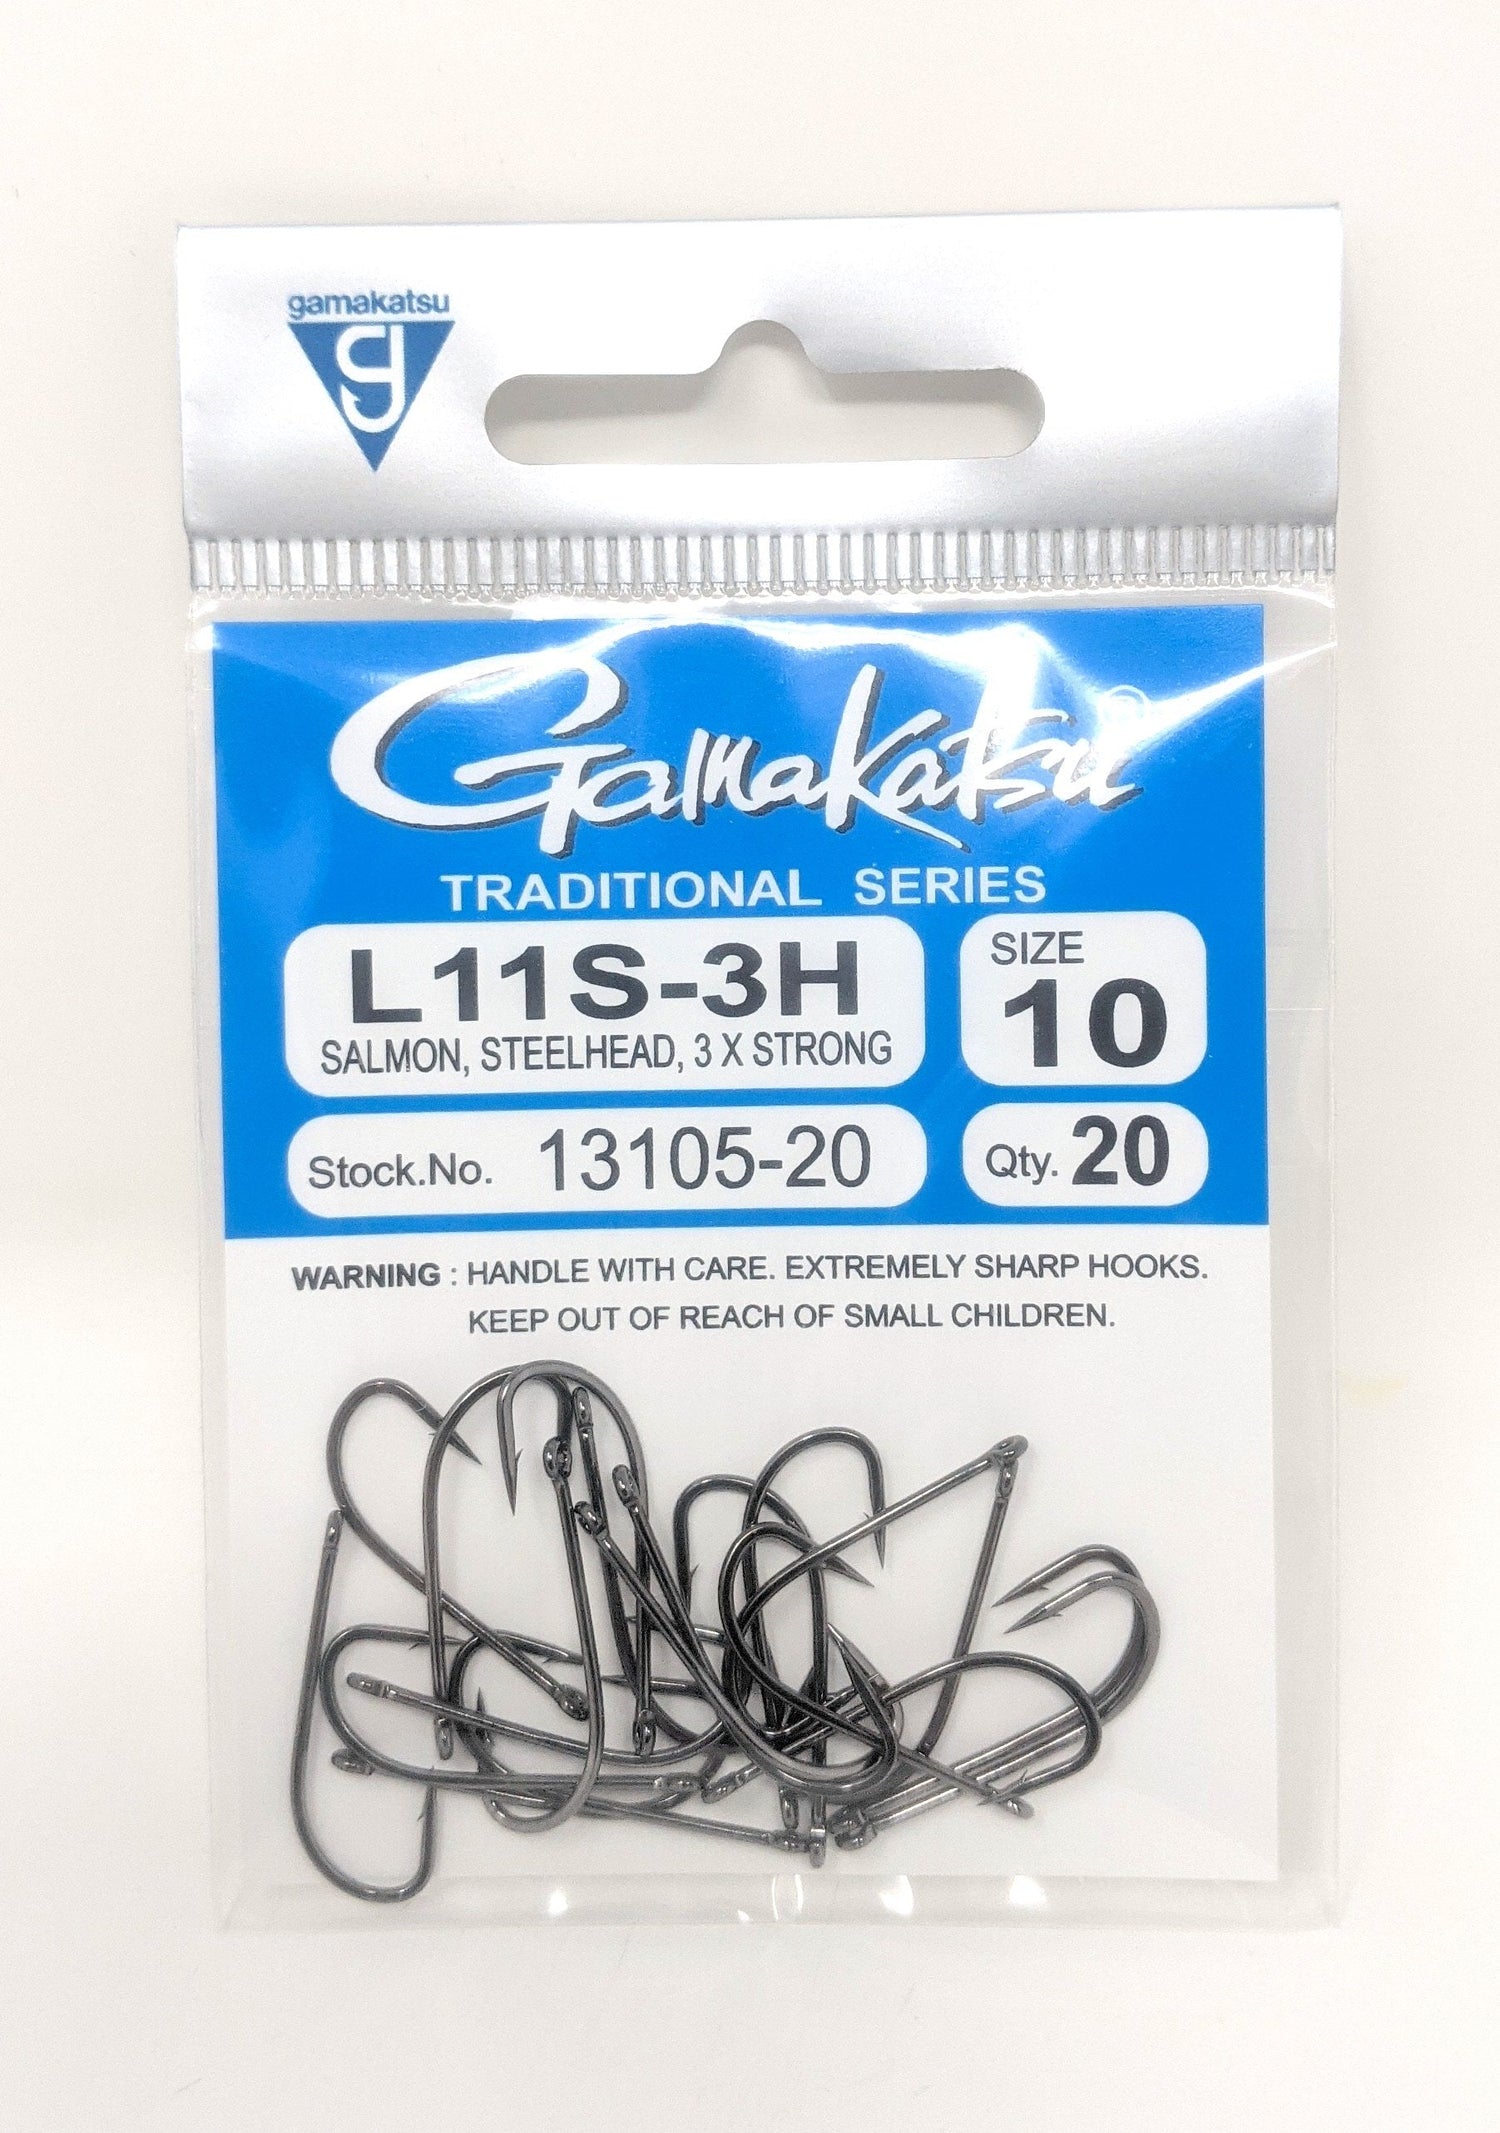 gamakatsu
g
Gamakatsu®
TRADITIONAL SERIES
L11S-3H
SALMON, STEELHEAD, 3 X STRONG
SIZE
10
Stock.No. 13105-20
Qty. 20
WARNING : HANDLE WITH CARE. EXTREMELY SHARP HOOKS.
KEEP OUT OF REACH OF SMALL CHILDREN.